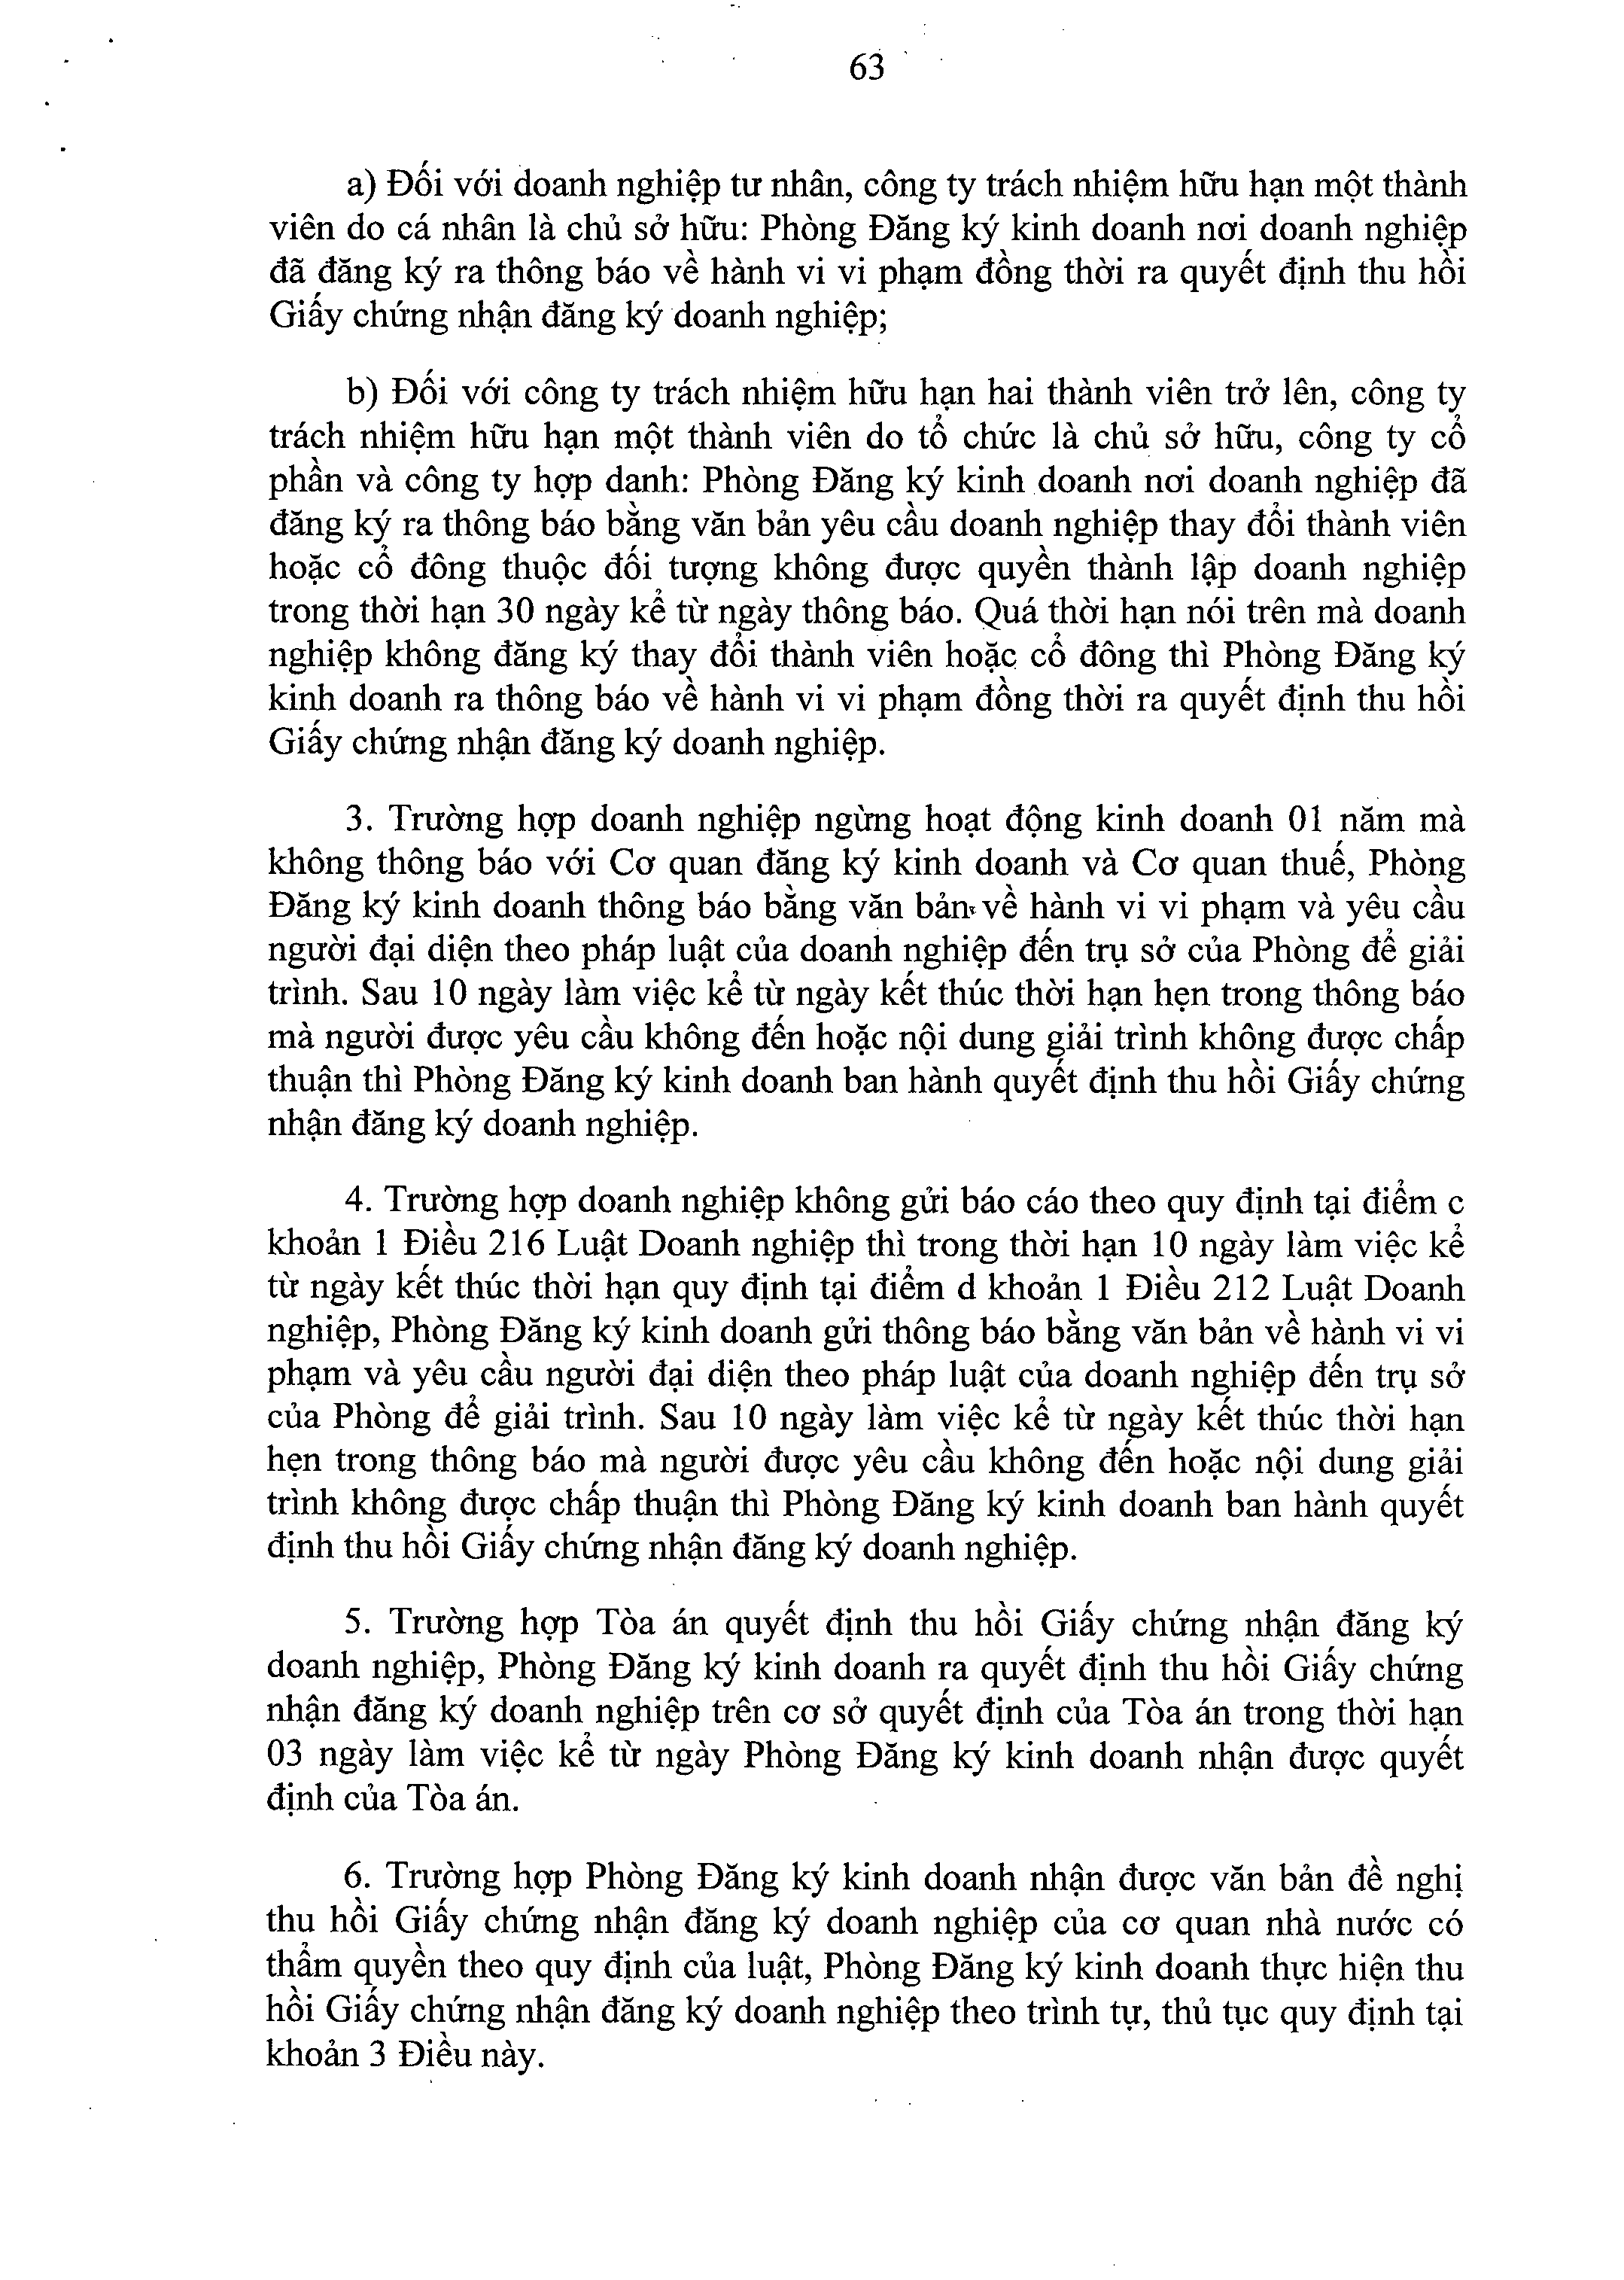 63
a) Đối với doanh nghiệp tư nhân, công ty trách nhiệm hữu hạn một thành
viên do cá nhân là chủ sở hữu: Phòng Đăng ký kinh doanh nơi doanh nghiệp
đã đăng ký ra thông báo về hành vi vi phạm đồng thời ra quyết định thu hồi
Giấy chứng nhận đăng ký doanh nghiệp;
b) Đối với công ty trách nhiệm hữu hạn hai thành viên trở lên, công ty
trách nhiệm hữu hạn một thành viên do tổ chức là chủ sở hữu, công ty cổ
phần và công ty hợp danh: Phòng Đăng ký kinh doanh nơi doanh nghiệp đã
đăng ký ra thông báo bằng văn bản yêu cầu doanh nghiệp thay đổi thành viên
hoặc cổ đông thuộc đối tượng không được quyền thành lập doanh nghiệp
trong thời hạn 30 ngày kể từ ngày thông báo. Quá thời hạn nói trên mà doanh
nghiệp không đăng ký thay đổi thành viên hoặc cổ đông thì Phòng Đăng ký
kinh doanh ra thông báo về hành vi vi phạm đồng thời ra quyết định thu hồi
Giấy chứng nhận đăng ký doanh nghiệp.
3. Trường hợp doanh nghiệp ngừng hoạt động kinh doanh 01 năm mà
không thông báo với Cơ quan đăng ký kinh doanh và Cơ quan thuế, Phòng
Đăng ký kinh doanh thông báo bằng văn bản về hành vi vi phạm và yêu cầu
người đại diện theo pháp luật của doanh nghiệp đến trụ sở của Phòng để giải
trình. Sau 10 ngày làm việc kể từ ngày kết thúc thời hạn hẹn trong thông báo
mà người được yêu cầu không đến hoặc nội dung giải trình không được chấp
thuận thì Phòng Đăng ký kinh doanh ban hành quyết định thu hồi Giấy chứng
nhận đăng ký doanh nghiệp.
4. Trường hợp doanh nghiệp không gửi báo cáo theo quy định tại điểm c
khoản 1 Điều 216 Luật Doanh nghiệp thì trong thời hạn 10 ngày làm việc kể
từ ngày kết thúc thời hạn quy định tại điểm d khoản 1 Điều 212 Luật Doanh
nghiệp, Phòng Đăng ký kinh doanh gửi thông báo bằng văn bản về hành vi vi
phạm và yêu cầu người đại diện theo pháp luật của doanh nghiệp đến trụ sở
của Phòng để giải trình. Sau 10 ngày làm việc kể từ ngày kết thúc thời hạn
hẹn trong thông báo mà người được yêu cầu không đến hoặc nội dung giải
trình không được chấp thuận thì Phòng Đăng ký kinh doanh ban hành quyết
định thu hồi Giấy chứng nhận đăng ký doanh nghiệp.
5. Trường hợp Tòa án quyết định thu hồi Giấy chứng nhận đăng ký
doanh nghiệp, Phòng Đăng ký kinh doanh ra quyết định thu hồi Giấy chứng
nhận đăng ký doanh nghiệp trên cơ sở quyết định của Tòa án trong thời hạn
03 ngày làm việc kể từ ngày Phòng Đăng ký kinh doanh nhận được quyết
định của Tòa án.
6. Trường hợp Phòng Đăng ký kinh doanh nhận được văn bản đề nghị
thu hồi Giấy chứng nhận đăng ký doanh nghiệp của cơ quan nhà nước có
thẩm quyền theo quy định của luật, Phòng Đăng ký kinh doanh thực hiện thu
hồi Giấy chứng nhận đăng ký doanh nghiệp theo trình tự, thủ tục quy định tại
khoản 3 Điều này.